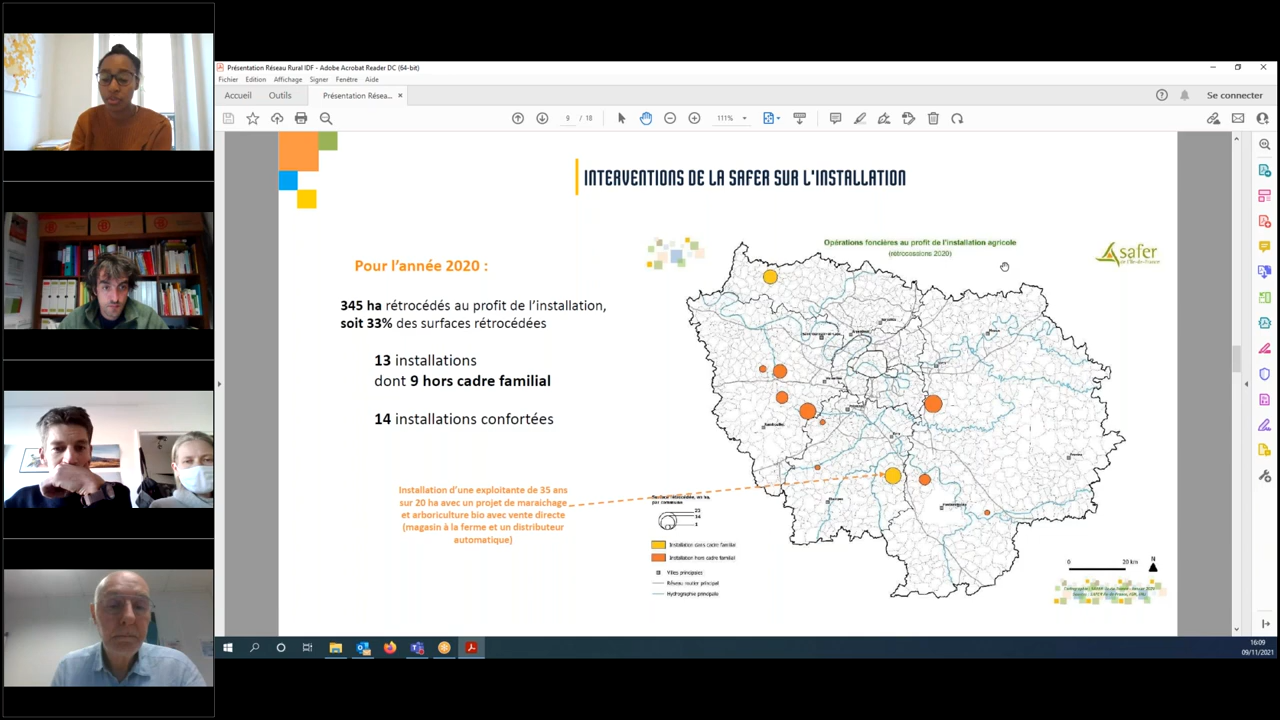 Présentation Réseau Rural IDF - Adobe Acrobat Reader DC (64-bit)
Fichier Edition Affichage Signer Fenêtre Aide
Accueil Outils Présentation Résea... × Se connecter
9 / 18 111%
INTERVENTIONS DE LA SAFER SUR L'INSTALLATION
Opérations foncières au profit de l'installation agricole
(rétrocessions 2020)
safer
Pour l'année 2020 :
345 ha rétrocédés au profit de l'installation,
soit 33% des surfaces rétrocédées
13 installations
dont 9 hors cadre familial
14 installations confortées
Installation d'une exploitante de 35 ans
sur 20 ha avec un projet de maraichage
et arboriculture bio avec vente directe
(magasin à la ferme et un distributeur
automatique)
Installation dans cadre familial
Installation hors cadre familial
Villes principales
Réseau routier principal
Hydrographie principale
0 20 km
N
16:09
09/11/2021